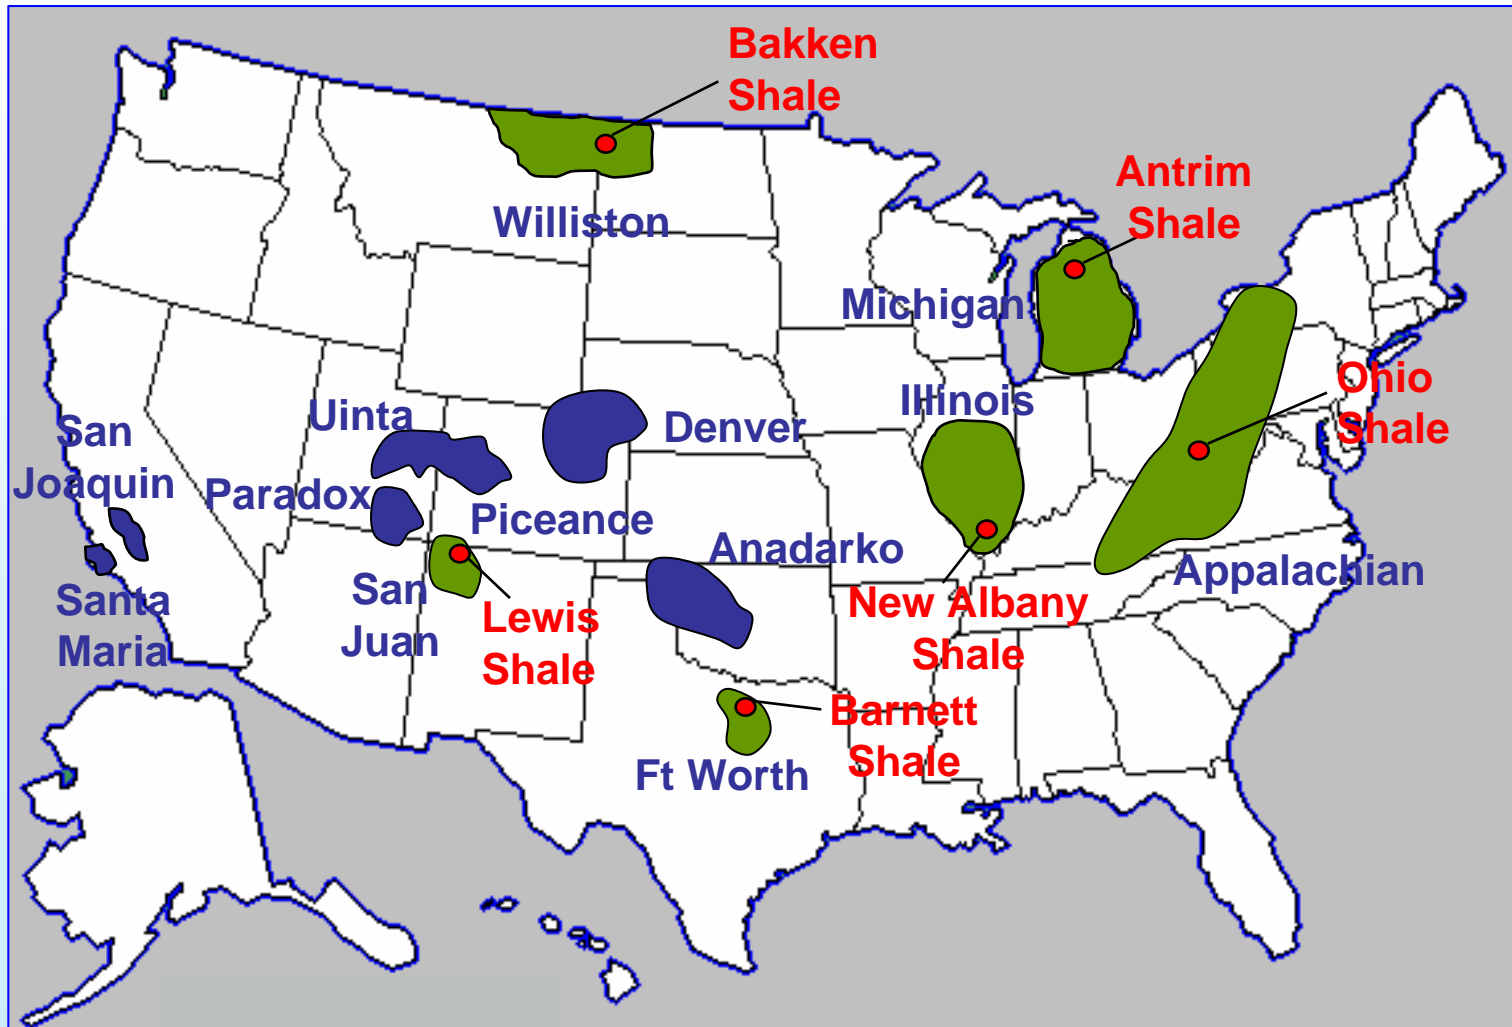 Bakken
Shale
Antrim
Shale
Williston
Michigan
Ohio
Shale
Illinois
Uinta
Denver
San
Joaquin
Paradox
Piceance
Anadarko
Appalachian
Santa
Maria
San
Juan
Lewis
Shale
New Albany
Shale
Barnett
Shale
Ft Worth